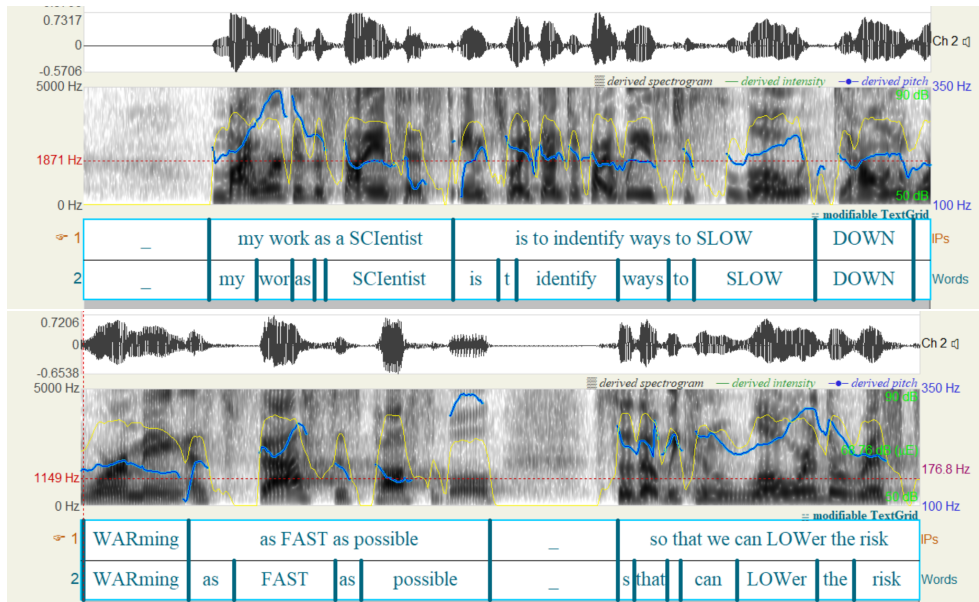 0.7317
0
-0.5706
Ch 2
derived spectrogram derived intensity derived pitch
5000 Hz 90 dB 350 Hz
1871 Hz
0 Hz 50 dB 100 Hz
modifiable TextGrid
1 _ my work as a SCIentist is to indentify ways to SLOW DOWN IPs
2 _ my wor as SCIentist is t identify ways to SLOW DOWN Words
0.7206
0
-0.6538
Ch 2
derived spectrogram derived intensity derived pitch
5000 Hz 90 dB 350 Hz
1149 Hz 176.8 Hz
0 Hz 100 Hz
modifiable TextGrid
1 WARming as FAST as possible _ so that we can LOWer the risk IPs
2 WARming as FAST as possible _ s that can LOWer the risk Words